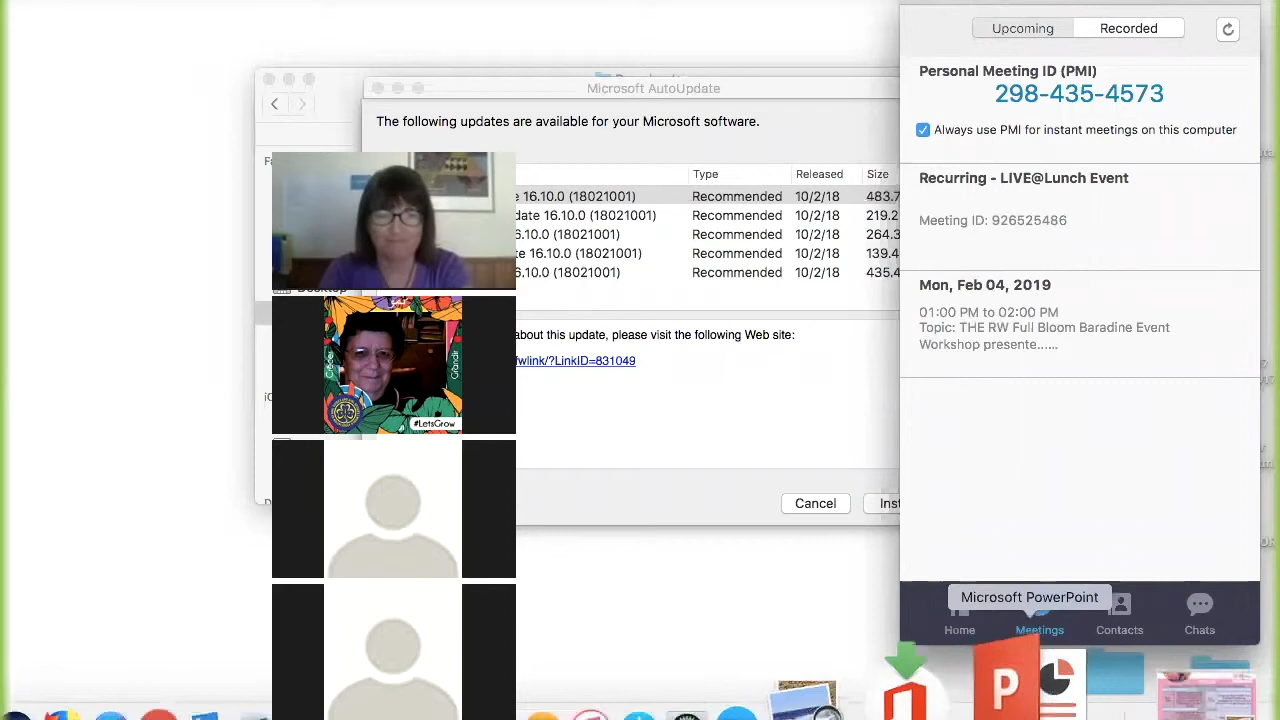 Upcoming
Recorded
Personal Meeting ID (PMI)
298-435-4573
Always use PMI for instant meetings on this computer
Recurring - LIVE@Lunch Event
Meeting ID: 926525486
Mon, Feb 04, 2019
01:00 PM to 02:00 PM
Topic: THE RW Full Bloom Baradine Event
Workshop presente......
Microsoft PowerPoint
Home
Meetings
Contacts
Chats
Microsoft AutoUpdate
The following updates are available for your Microsoft software.
Type Released Size
16.10.0 (18021001) Recommended 10/2/18 483.7
date 16.10.0 (18021001) Recommended 10/2/18 219.2
6.10.0 (18021001) Recommended 10/2/18 264.3
te 16.10.0 (18021001) Recommended 10/2/18 139.4
6.10.0 (18021001) Recommended 10/2/18 435.4
about this update, please visit the following Web site:
fwlink/?LinkID=831049
Cancel
Inst
Croître
Grandir
#LetsGrow
P